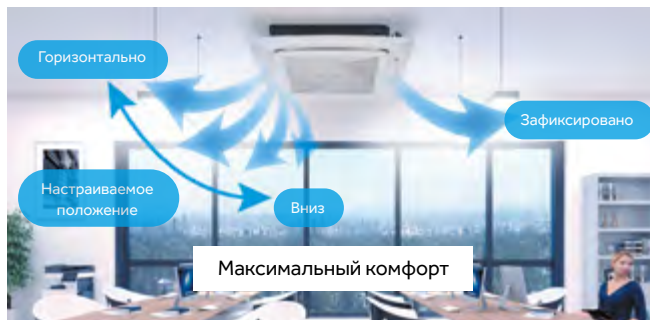 Горизонтально
Зафиксировано
Настраиваемое
положение
Вниз
Максимальный комфорт